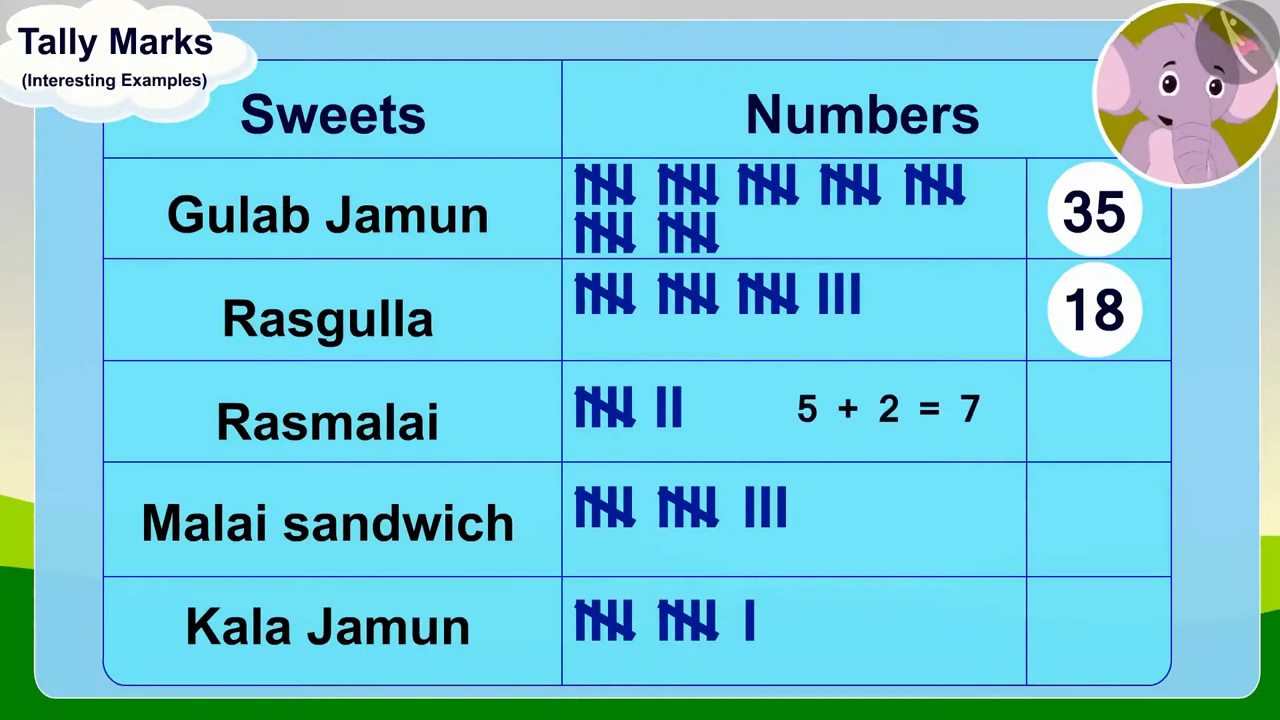 Tally Marks
(Interesting Examples)
Sweets Numbers
Gulab Jamun 35
Rasgulla 18
Rasmalai 5 + 2 = 7
Malai sandwich
Kala Jamun